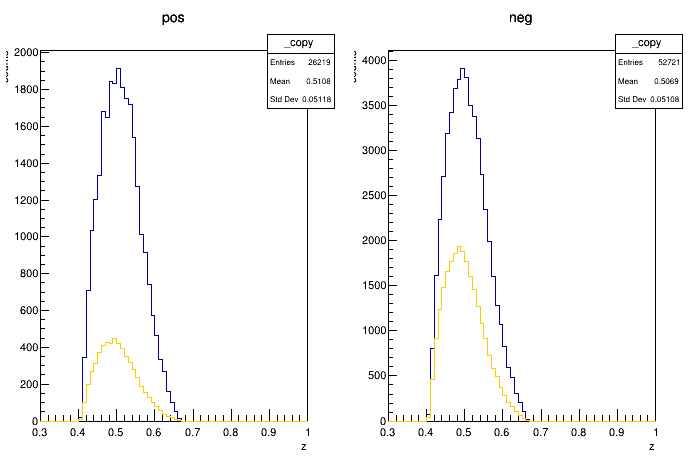 pos
neg
_copy
Entries 26219
Mean 0.5108
Std Dev 0.05118
_copy
Entries 52721
Mean 0.5069
Std Dev 0.05108
2000
1800
1600
1400
1200
1000
800
600
400
200
0
0.3 0.4 0.5 0.6 0.7 0.8 0.9 1
z
4000
3500
3000
2500
2000
1500
1000
500
0
0.3 0.4 0.5 0.6 0.7 0.8 0.9 1
z